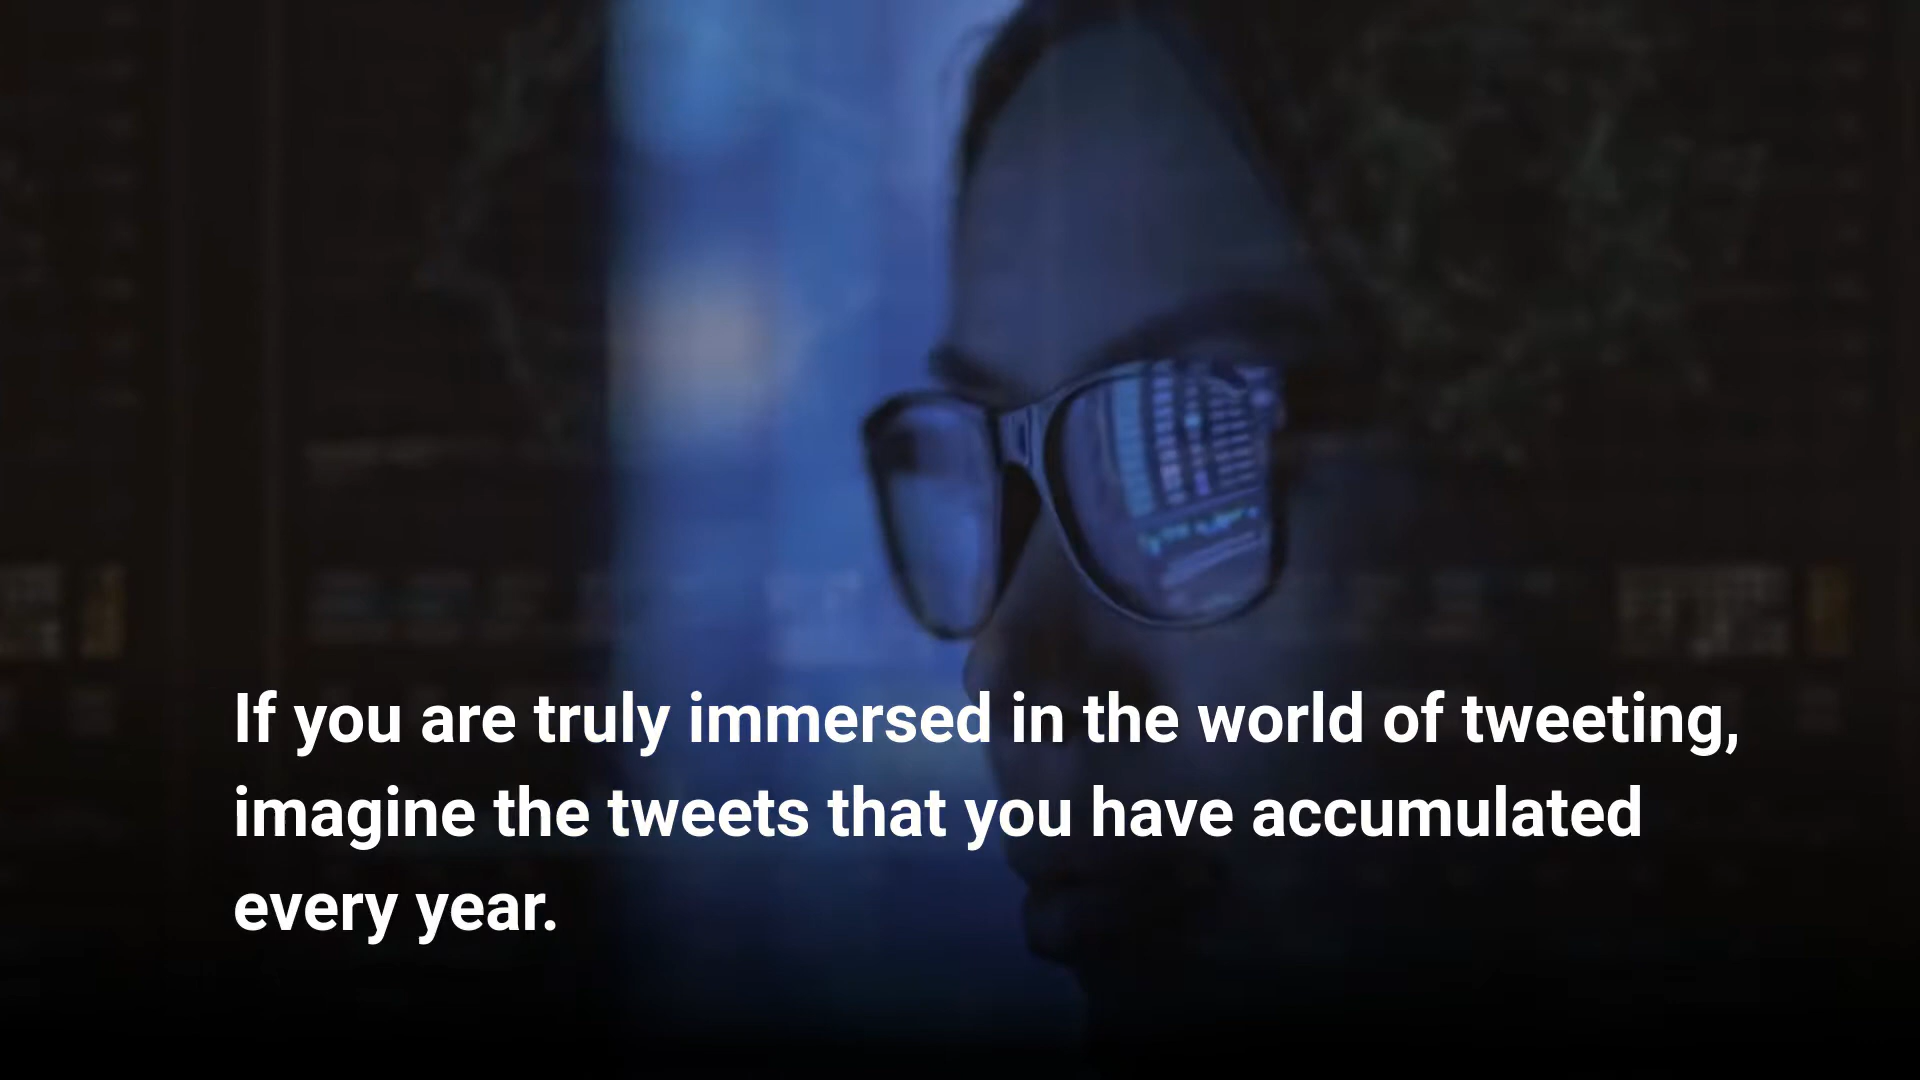 If you are truly immersed in the world of tweeting,
imagine the tweets that you have accumulated
every year.